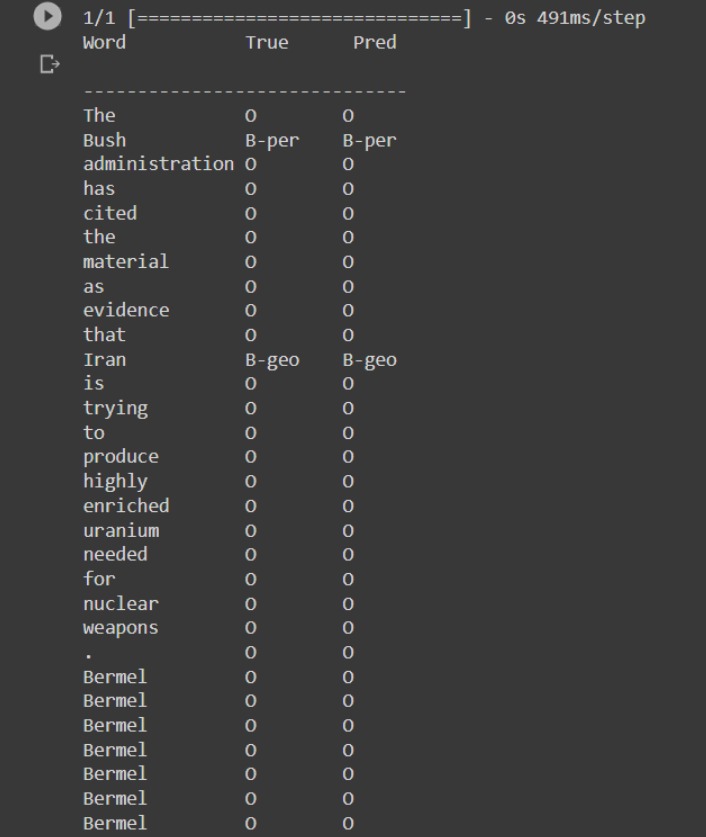 1/1 [==============================] - 0s 491ms/step
Word True Pred
------------------------------
The O O
Bush B-per B-per
administration O O
has O O
cited O O
the O O
material O O
as O O
evidence O O
that O O
Iran B-geo B-geo
is O O
trying O O
to O O
produce O O
highly O O
enriched O O
uranium O O
needed O O
for O O
nuclear O O
weapons O O
. O O
Bermel O O
Bermel O O
Bermel O O
Bermel O O
Bermel O O
Bermel O O
Bermel O O